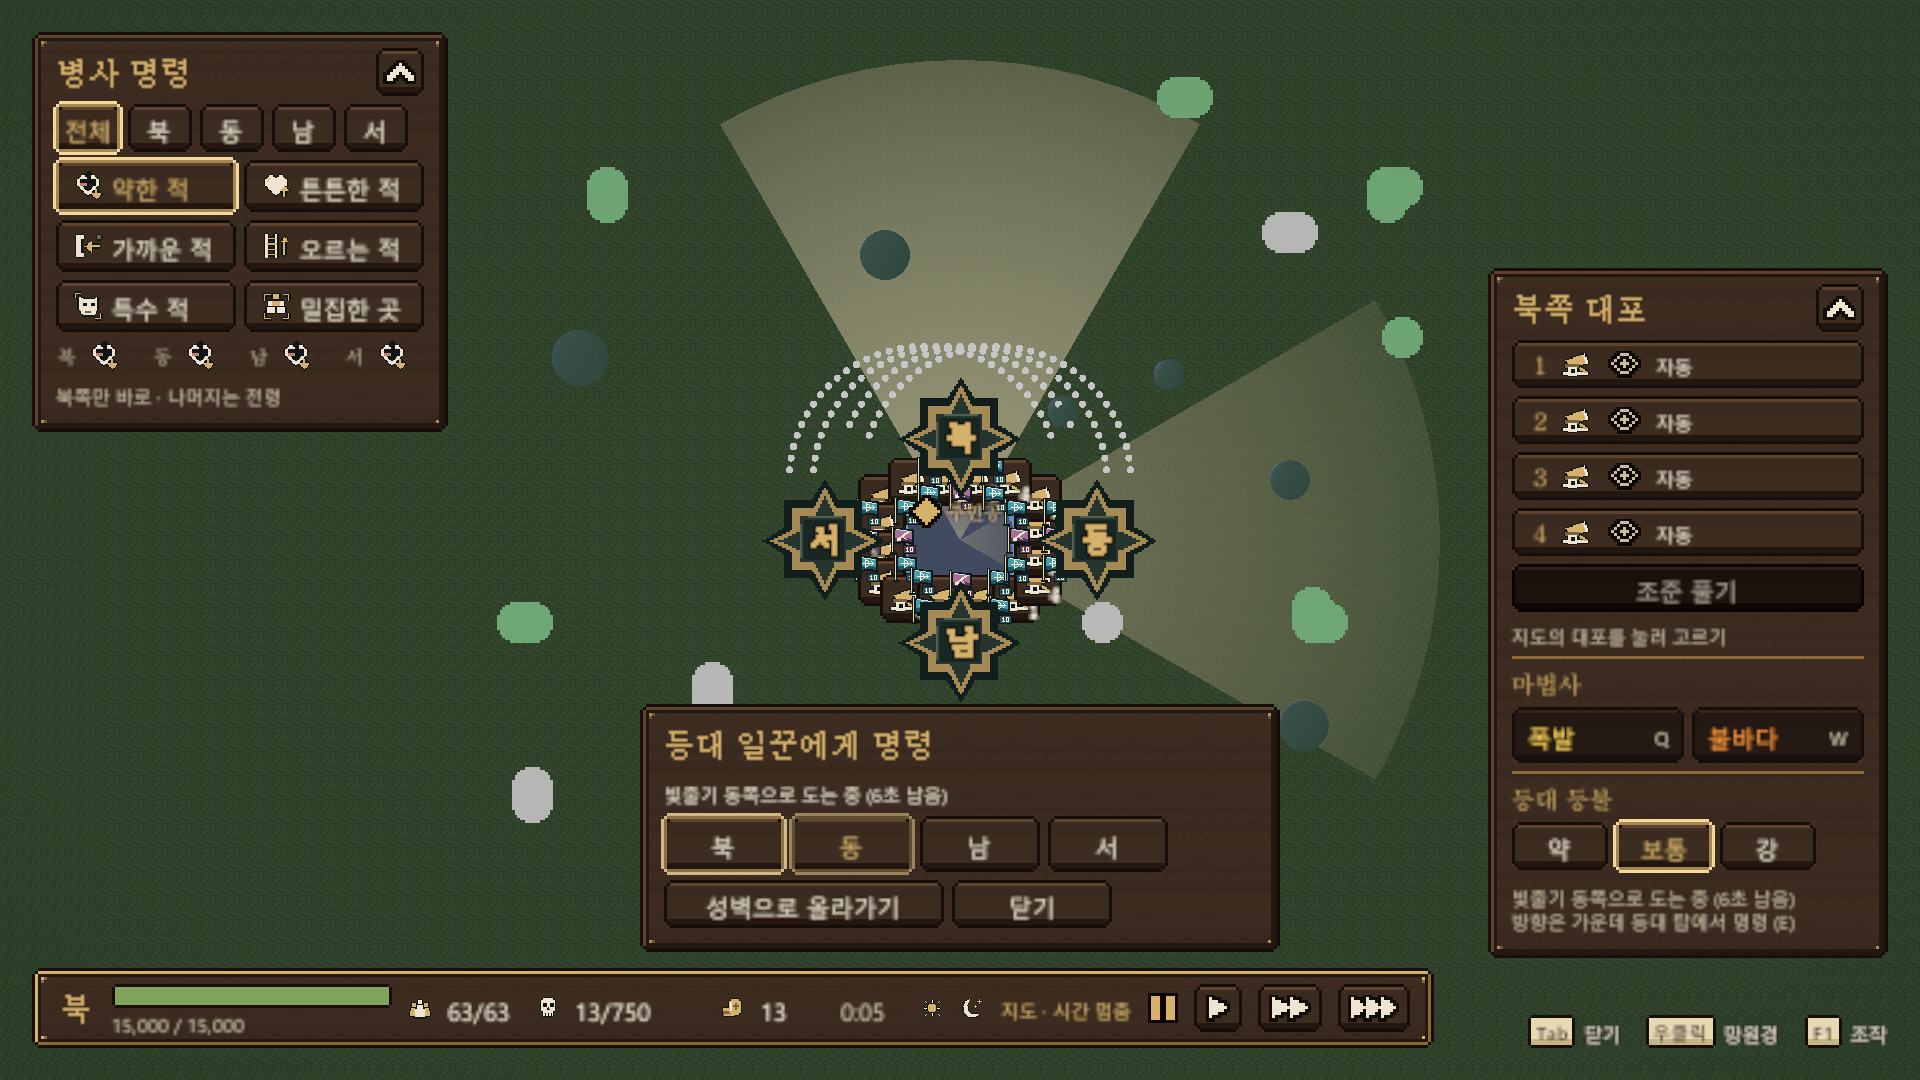 병사 명령
전체 북 동 남 서
약한 적 튼튼한 적
가까운 적 오르는 적
특수 적 밀집한 곳
북 동 남 서
북쪽만 바로 · 나머지는 전령
북
서 동
남
10
북쪽 대포
1 자동
2 자동
3 자동
4 자동
조준 풀기
지도의 대포를 눌러 고르기
마법사
폭발 Q 불바다 W
등대 등불
약 보통 강
빛줄기 동쪽으로 도는 중 (6초 남음)
방향은 가운데 등대 탑에서 명령 (E)
등대 일꾼에게 명령
빛줄기 동쪽으로 도는 중 (6초 남음)
북 동 남 서
성벽으로 올라가기 닫기
북 15,000 / 15,000 63/63 13/750 13 0:05 지도 · 시간 멈춤
Tab 닫기 우클릭 망원경 F1 조작